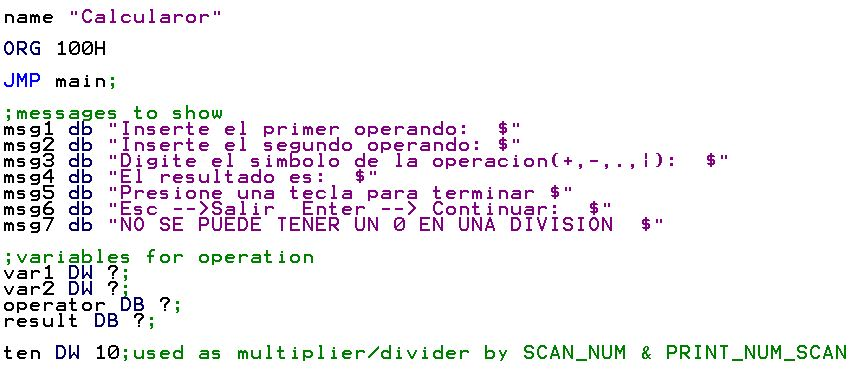 name "Calcularor"
ORG 100H
JMP main;
;messages to show
msg1 db "Inserte el primer operando:  $"
msg2 db "Inserte el segundo operando: $"
msg3 db "Digite el simbolo de la operacion(+,-,.,¦):  $"
msg4 db "El resultado es:  $"
msg5 db "Presione una tecla para terminar $"
msg6 db "Esc -->Salir  Enter --> Continuar:  $"
msg7 db "NO SE PUEDE TENER UN 0 EN UNA DIVISION  $"
;variables for operation
var1 DW ?;
var2 DW ?;
operator DB ?;
result DB ?;
ten DW 10;used as multiplier/divider by SCAN_NUM & PRINT_NUM_SCAN